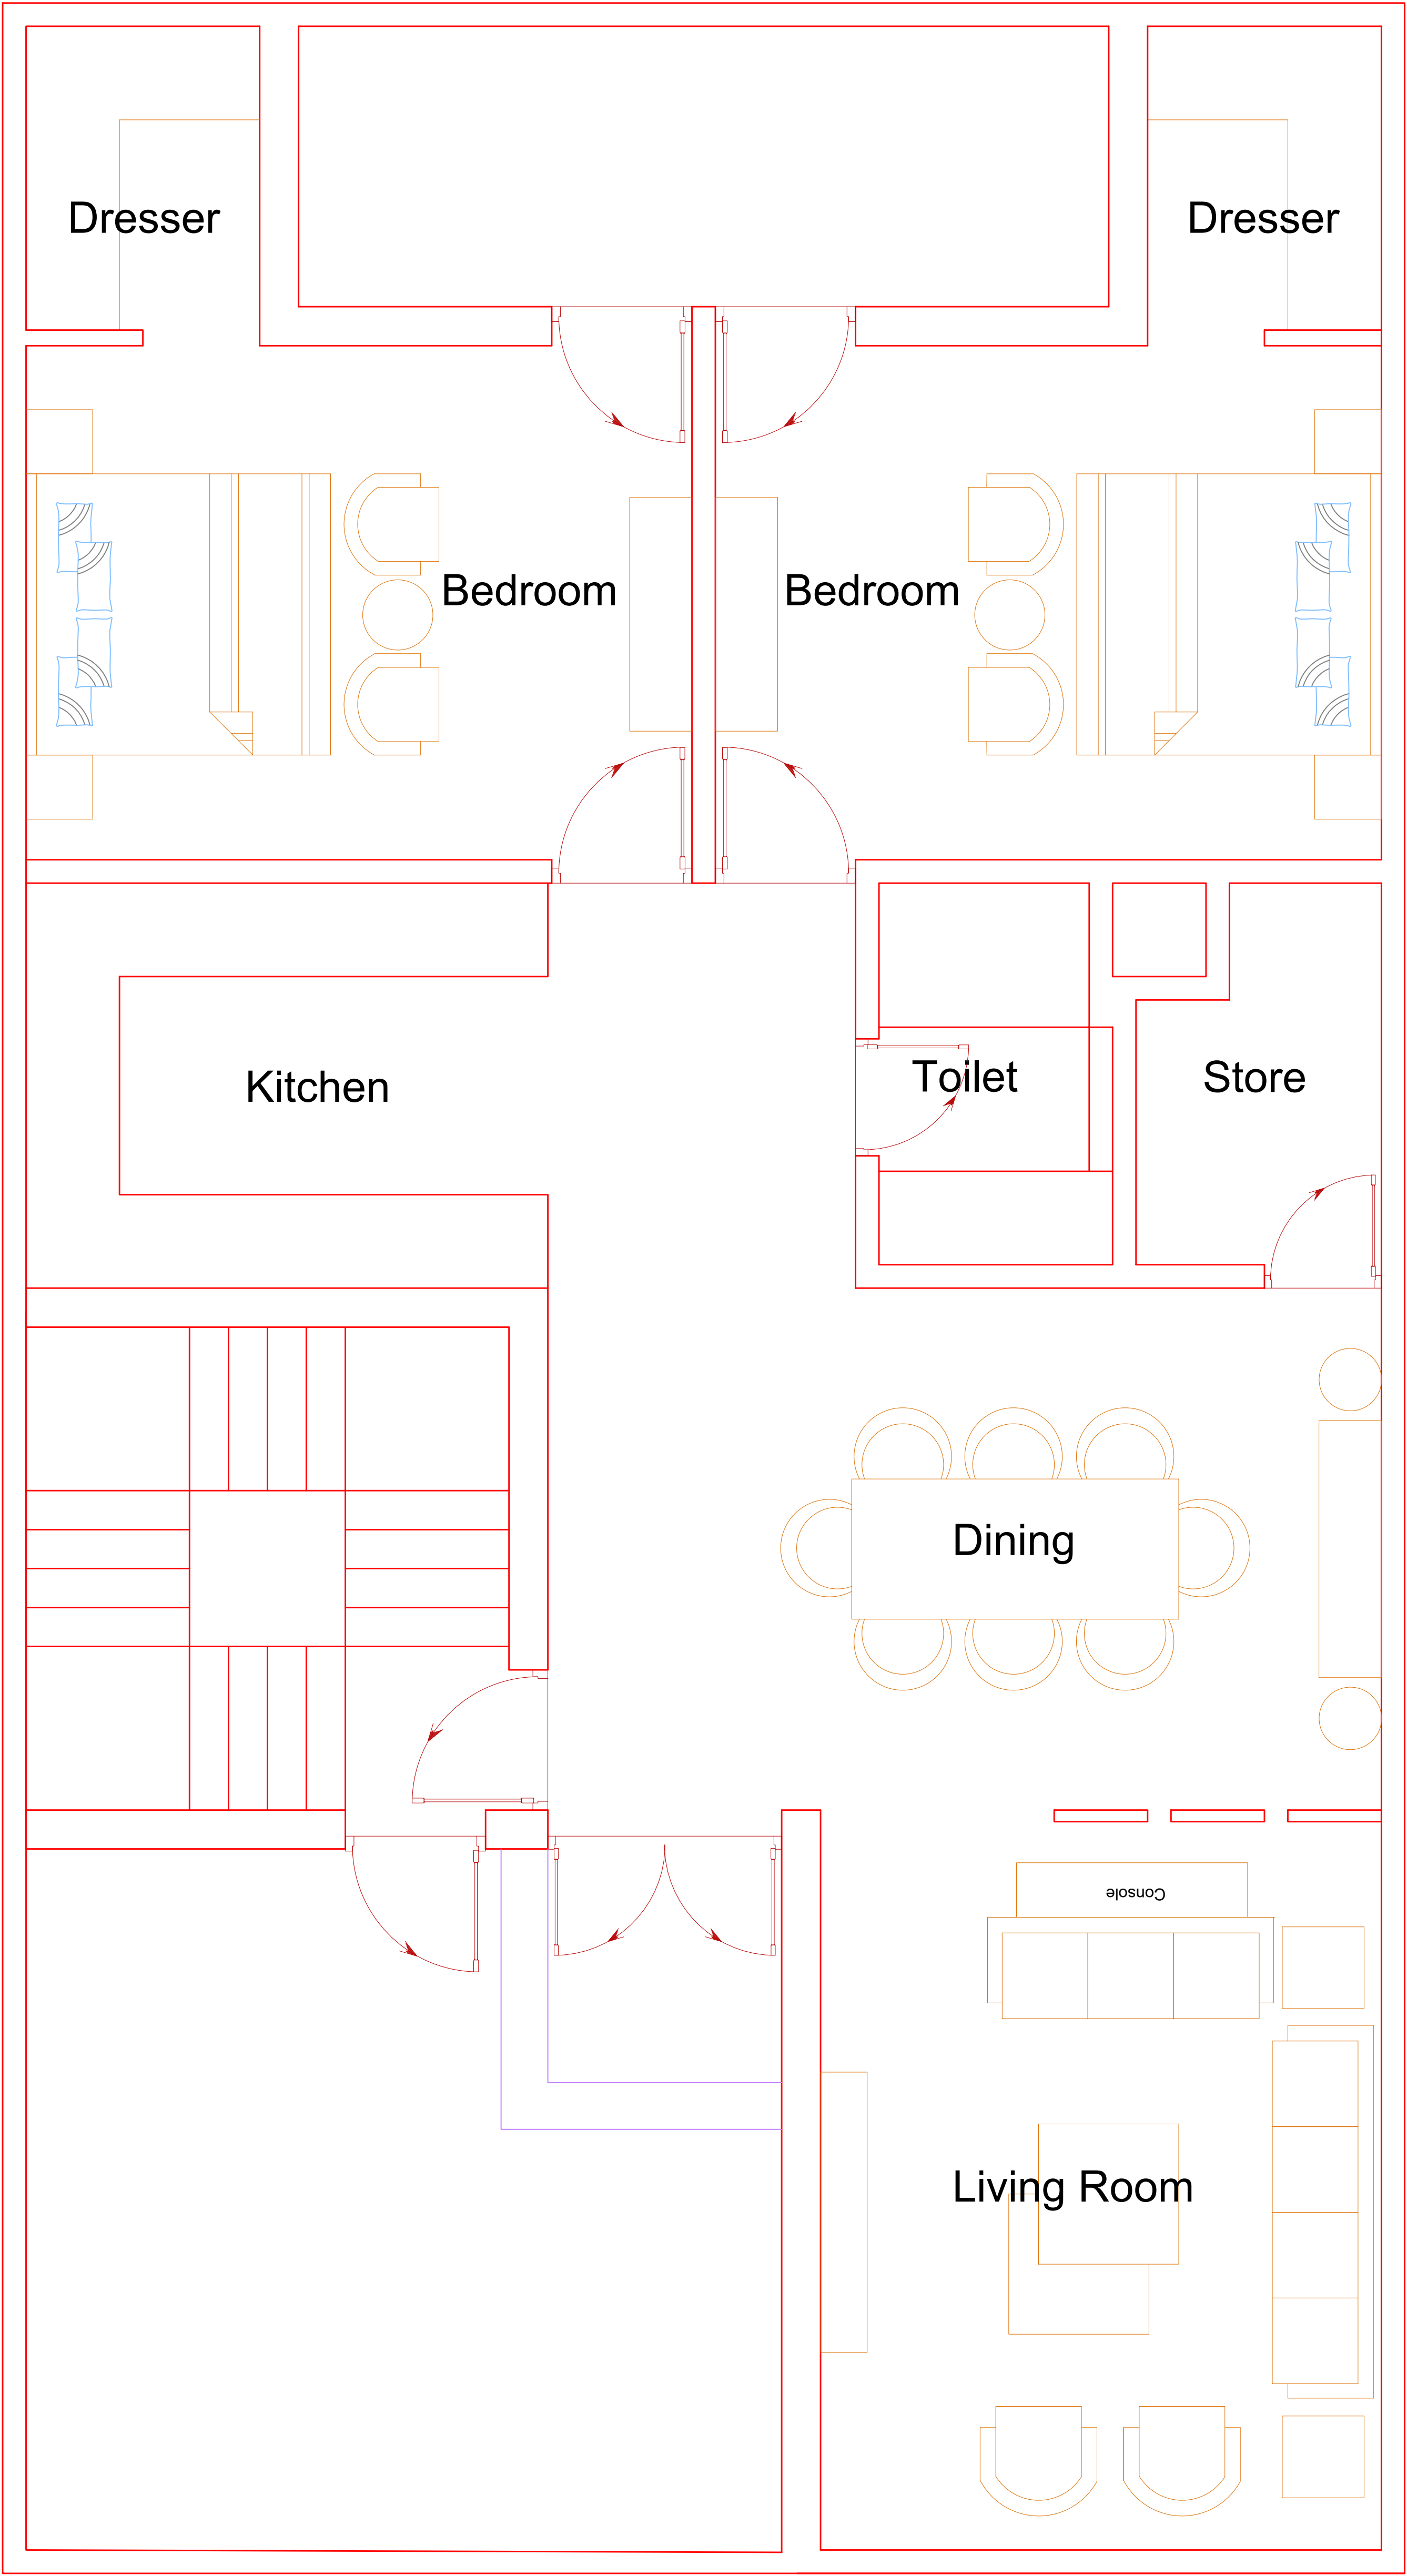 Dresser
Dresser
Bedroom
Bedroom
Kitchen
Toilet
Store
Dining
Console
Living Room